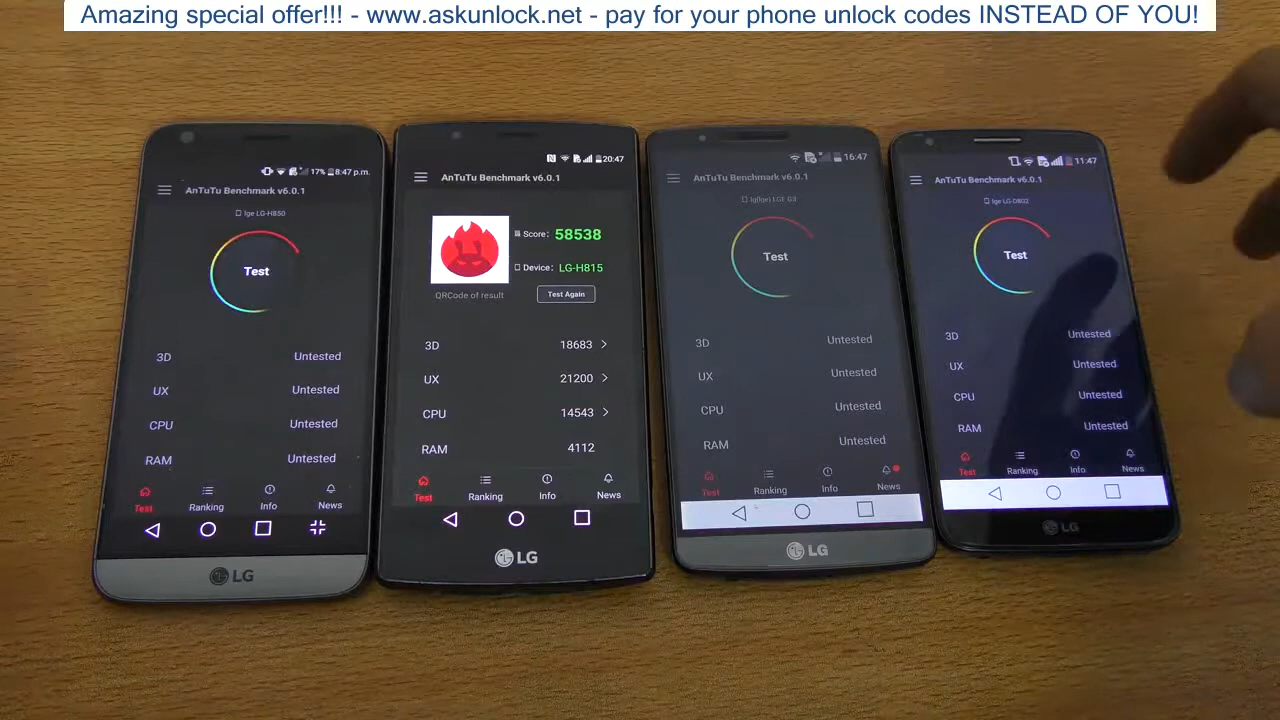 Amazing special offer!!! - www.askunlock.net - pay for your phone unlock codes INSTEAD OF YOU!
17% 8:47 p.m.
AnTuTu Benchmark v6.0.1
lge LG-H850
Test
3D Untested
UX Untested
CPU Untested
RAM Untested
Test Ranking Info News
LG
20:47
AnTuTu Benchmark v6.0.1
Score: 58538
Device: LG-H815
QRCode of result
Test Again
3D 18683
UX 21200
CPU 14543
RAM 4112
Test Ranking Info News
LG
16:47
AnTuTu Benchmark v6.0.1
lg(lge) LGE G3
Test
3D Untested
UX Untested
CPU Untested
RAM Untested
Test Ranking Info News
LG
11:47
AnTuTu Benchmark v6.0.1
lge LG-D802
Test
3D Untested
UX Untested
CPU Untested
RAM Untested
Test Ranking Info News
LG